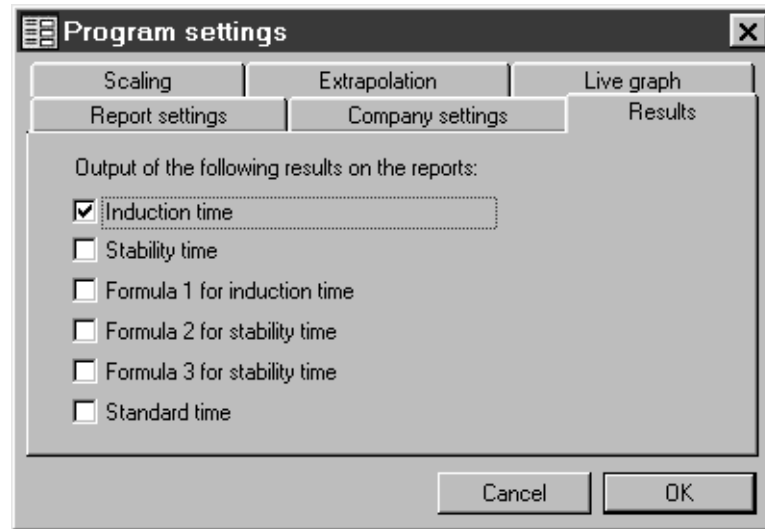 Program settings
Scaling Extrapolation Live graph
Report settings Company settings Results
Output of the following results on the reports:
Induction time
Stability time
Formula 1 for induction time
Formula 2 for stability time
Formula 3 for stability time
Standard time
Cancel OK